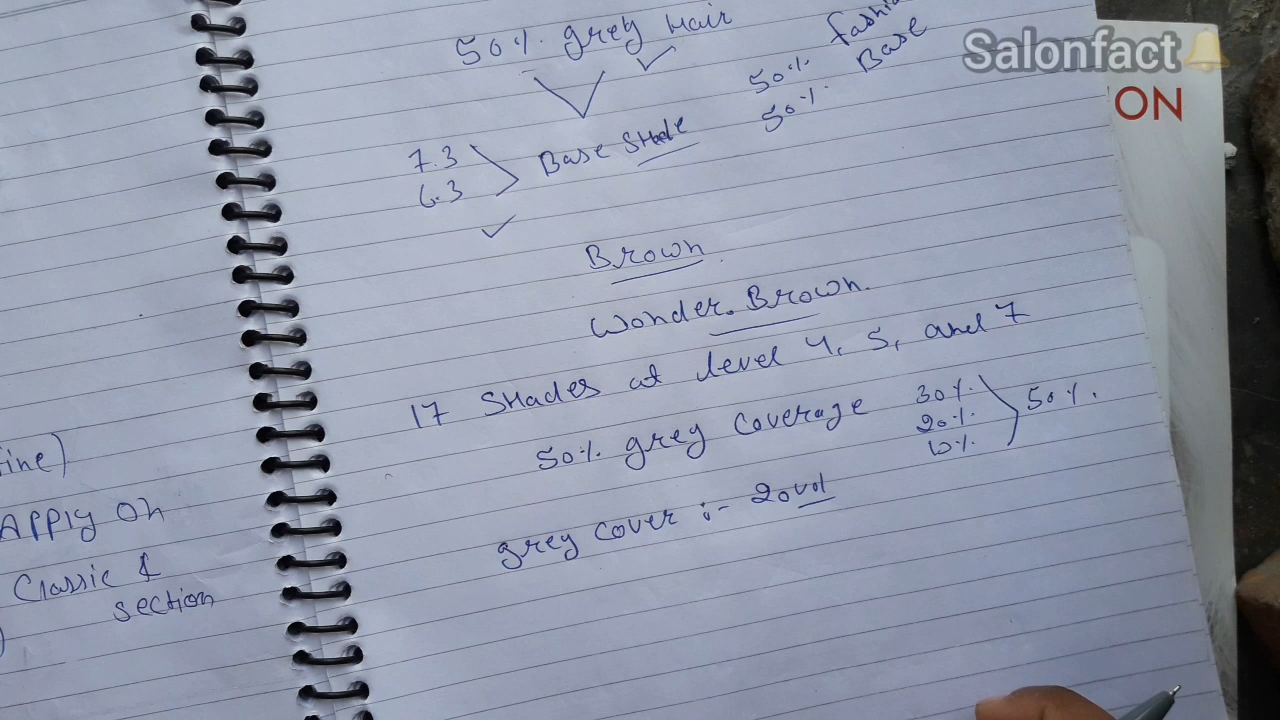 50% grey Hair
50% fashi
50% Base
7.3
6.3
Base SHade
Brown
Wonder Brown.
17 SHades at level 4, 5, and 7
50% grey Coverage
30%
20%
10%
50%.
grey cover :- 20vol
ine)
APPly On
Classic &
section
Salonfact
ON